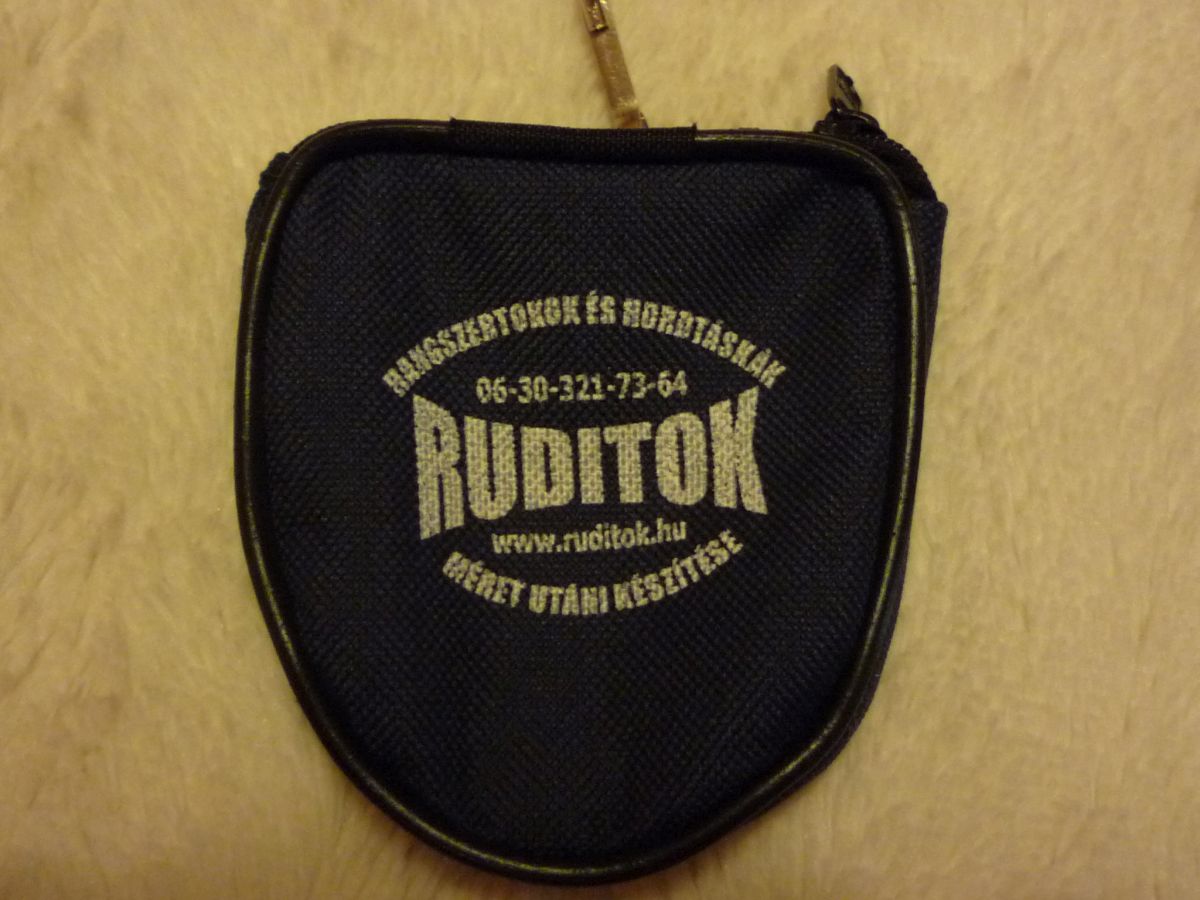 HANGSZERTOKOK ÉS HORDTÁSKÁK
06-30-321-73-64
RUDITOK
www.ruditok.hu
MÉRET UTÁNI KÉSZÍTÉSE